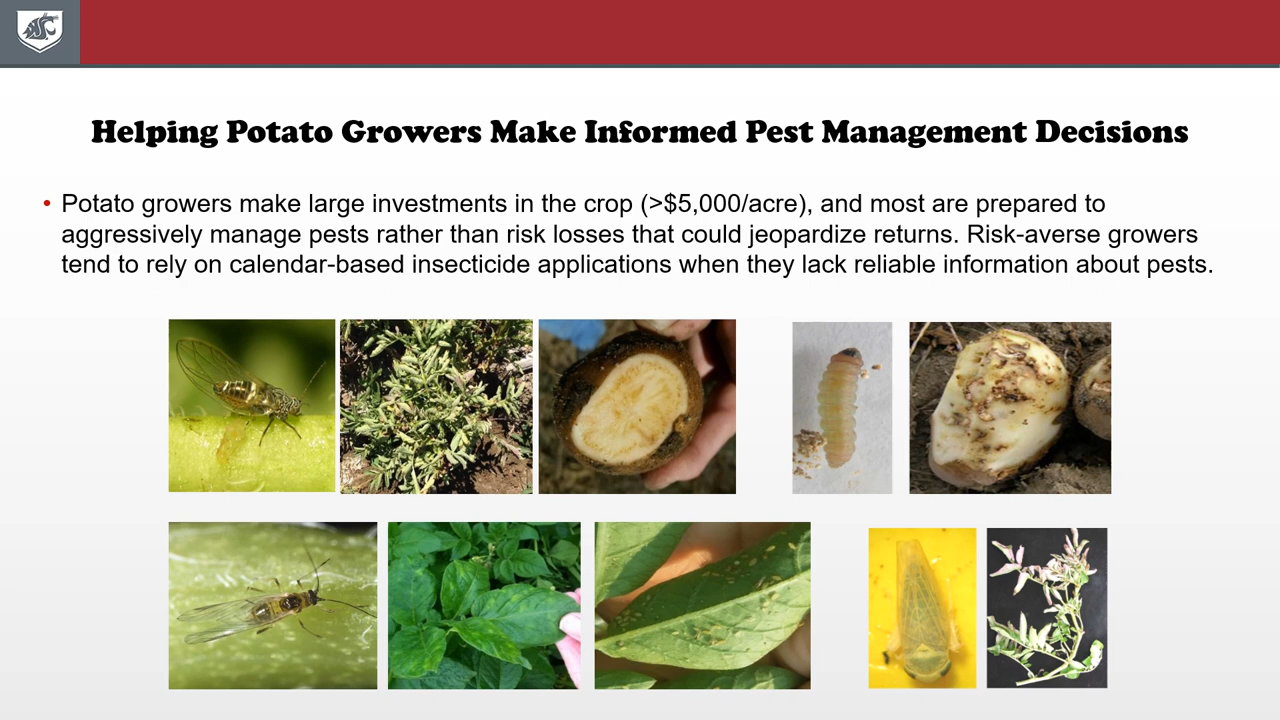 Helping Potato Growers Make Informed Pest Management Decisions
• Potato growers make large investments in the crop (>$5,000/acre), and most are prepared to
aggressively manage pests rather than risk losses that could jeopardize returns. Risk-averse growers
tend to rely on calendar-based insecticide applications when they lack reliable information about pests.